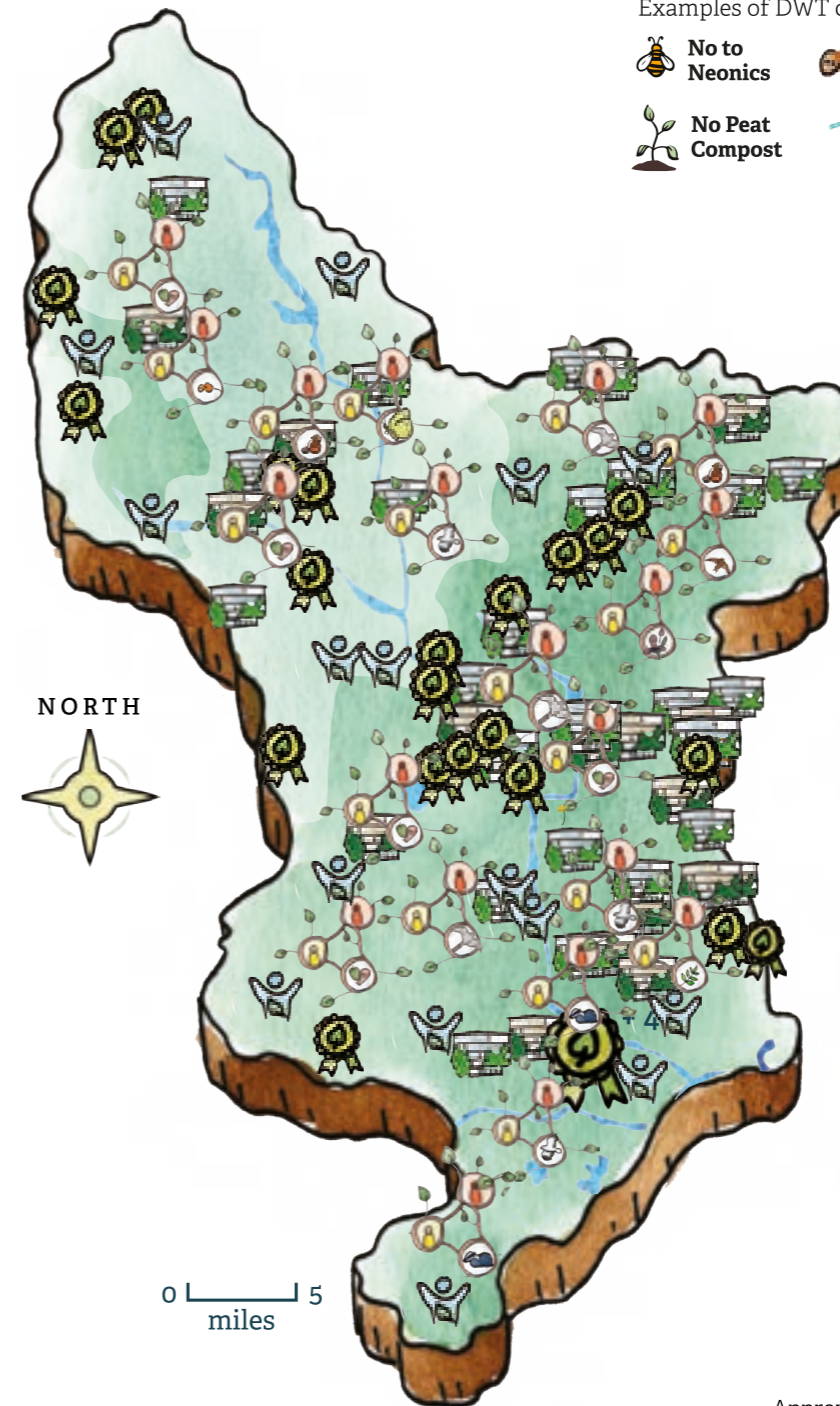 Examples of DWT
No to
Neonics
No Peat
Compost
NORTH
+ 4
0 5
miles